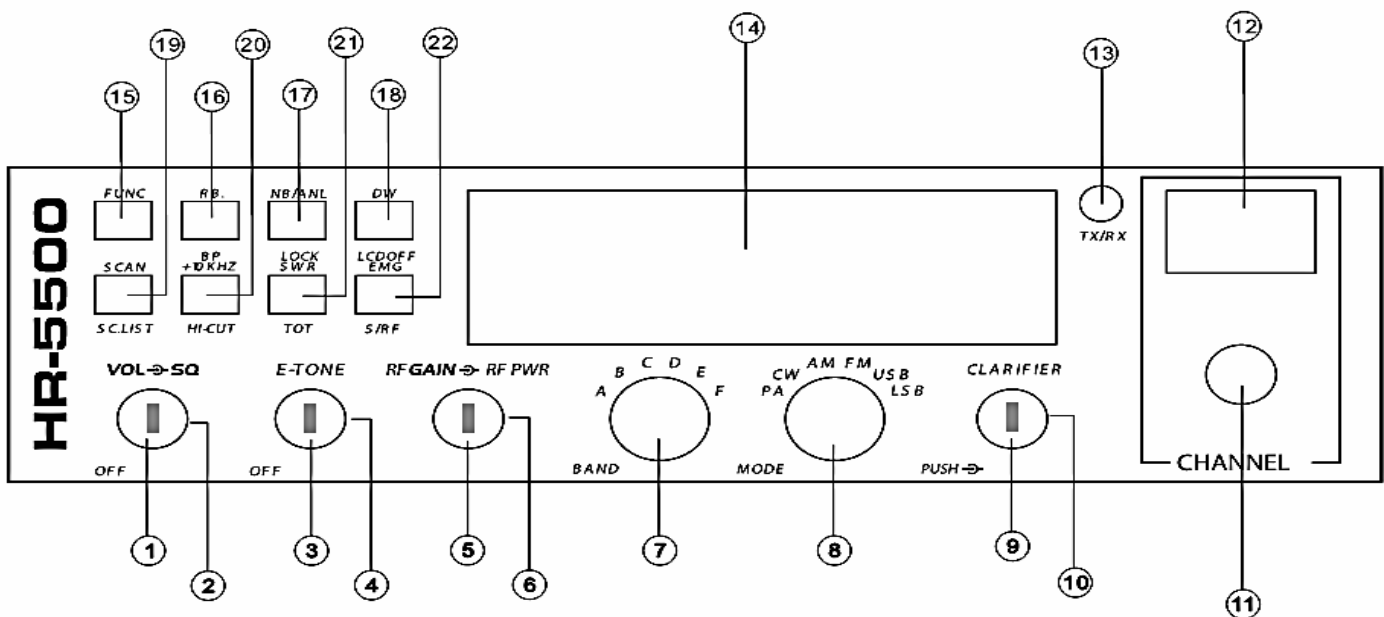 14
12
19 20 21 22
13
15 16 17 18
HR-5500
FUNC R B. NB/ANL DW
TX/RX
BP LOCK LCDOFF
SCAN +10KHZ SWR EMG
SC.LIST HI-CUT TOT S/RF
VOL SQ E-TONE RF GAIN RF PWR
A B C D E F
PA CW AM FM USB LSB
CLARIFIER
OFF OFF BAND MODE PUSH
CHANNEL
1 3 5 7 8 9
2 4 6 10 11